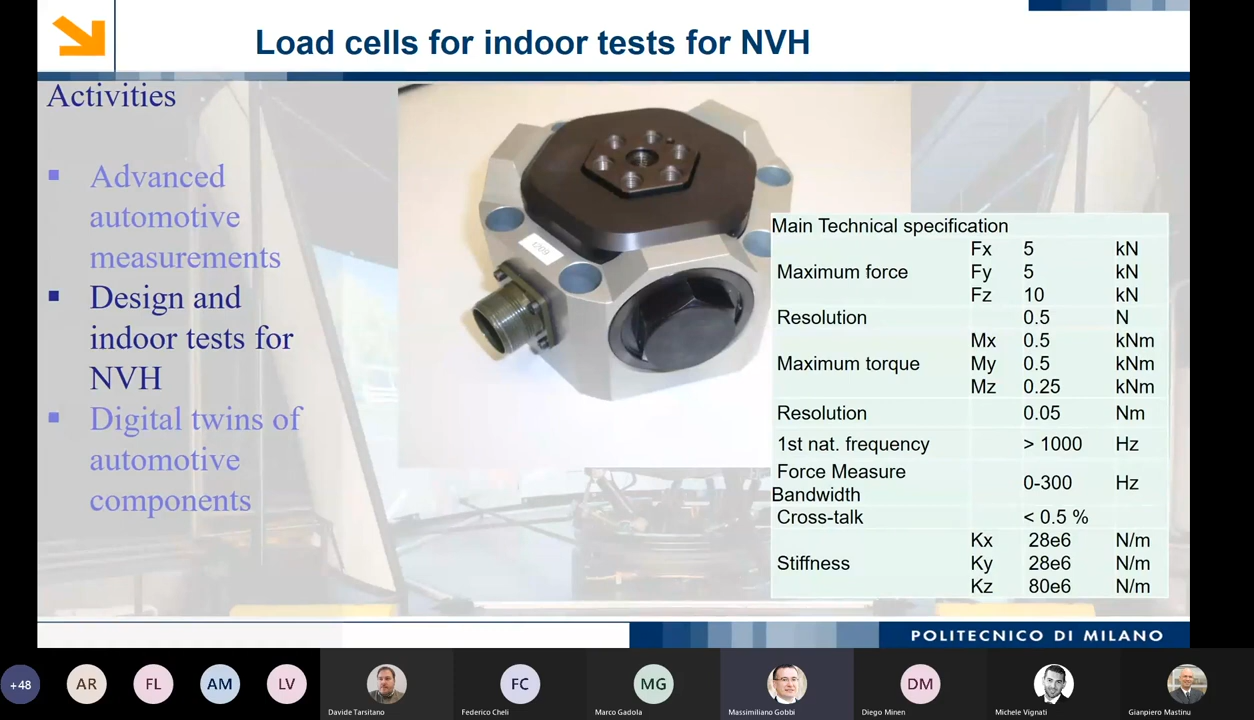 Load cells for indoor tests for NVH
Activities
Advanced
automotive
measurements
Design and
indoor tests for
NVH
Digital twins of
automotive
components
Main Technical specification
Maximum force Fx 5 kN
Fy 5 kN
Fz 10 kN
Resolution 0.5 N
Maximum torque Mx 0.5 kNm
My 0.5 kNm
Mz 0.25 kNm
Resolution 0.05 Nm
1st nat. frequency > 1000 Hz
Force Measure
Bandwidth 0-300 Hz
Cross-talk < 0.5 %
Stiffness Kx 28e6 N/m
Ky 28e6 N/m
Kz 80e6 N/m
POLITECNICO DI MILANO
+48 AR FL AM LV FC MG DM
Davide Tarsitano Federico Cheli Marco Gadola Massimiliano Gobbi Diego Minen Michele Vignati Gianpiero Mastinu